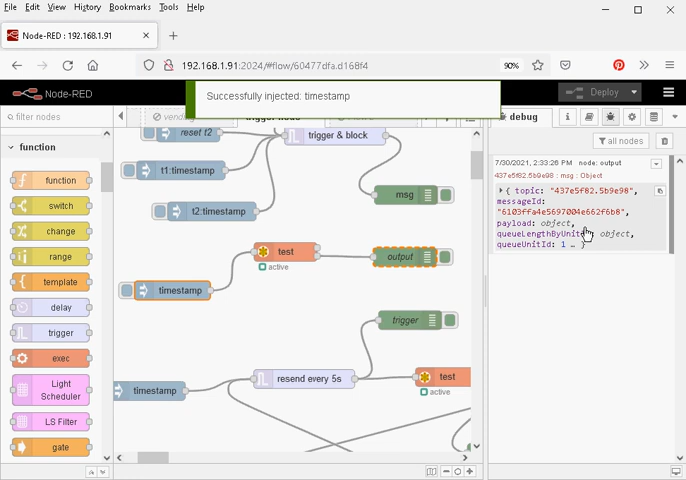 File Edit View History Bookmarks Tools Help
Node-RED : 192.168.1.91
192.168.1.91:2024/#flow/60477dfa.d168f4
90%
Node-RED
Successfully injected: timestamp
Deploy
filter nodes
debug
all nodes
function
function
switch
change
range
template
delay
trigger
exec
Light
Scheduler
LS Filter
gate
reset t2
trigger & block
t1:timestamp
msg
t2:timestamp
test
active
output
timestamp
trigger
resend every 5s
test
active
timestamp
7/30/2021, 2:33:26 PM node: output
437e5f82.5b9e98 : msg : Object
{ topic: "437e5f82.5b9e98",
messageId:
"6103ffa4e5697004e662f6b8",
payload: object,
object,
queueUnitId: 1 … }